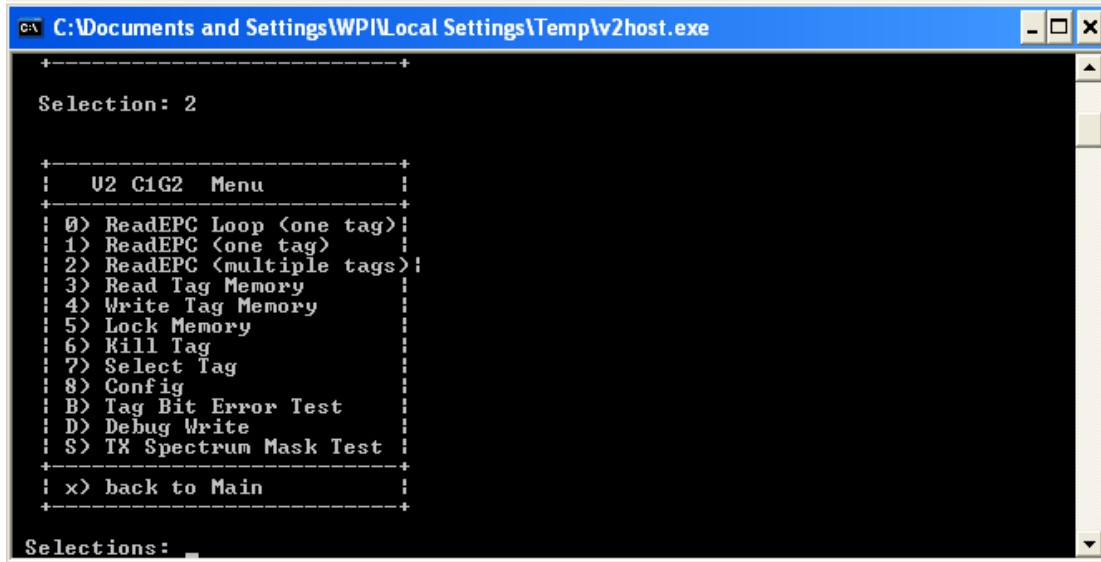 C:\Documents and Settings\WPI\Local Settings\Temp\v2host.exe
+--------------------------+
Selection: 2
+--------------------------+
¦   V2 C1G2  Menu          ¦
+--------------------------+
¦ 0) ReadEPC Loop (one tag)¦
¦ 1) ReadEPC (one tag)     ¦
¦ 2) ReadEPC (multiple tags)¦
¦ 3) Read Tag Memory       ¦
¦ 4) Write Tag Memory      ¦
¦ 5) Lock Memory           ¦
¦ 6) Kill Tag              ¦
¦ 7) Select Tag            ¦
¦ 8) Config                ¦
¦ B) Tag Bit Error Test    ¦
¦ D) Debug Write           ¦
¦ S) TX Spectrum Mask Test ¦
+--------------------------+
¦ x) back to Main          ¦
+--------------------------+
Selections: _